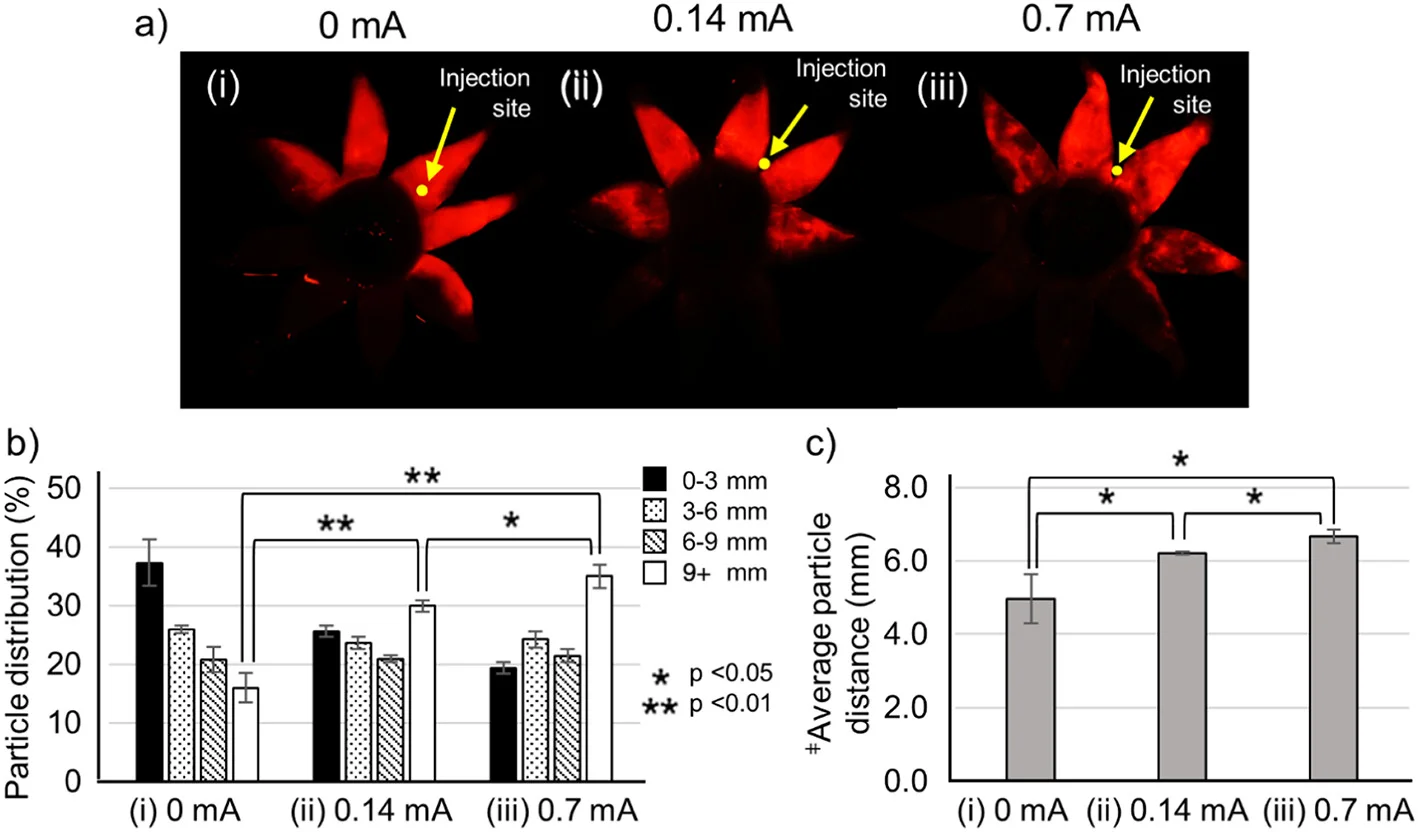 a)
0 mA
0.14 mA
0.7 mA
(i)
Injection
site
(ii)
Injection
site
(iii)
Injection
site
b)
Particle distribution (%)
50
40
30
20
10
0
**
**
*
0-3 mm
3-6 mm
6-9 mm
9+ mm
* p <0.05
** p <0.01
(i) 0 mA
(ii) 0.14 mA
(iii) 0.7 mA
c)
⧧Average particle
distance (mm)
8.0
6.0
4.0
2.0
0.0
*
*
*
(i) 0 mA
(ii) 0.14 mA
(iii) 0.7 mA